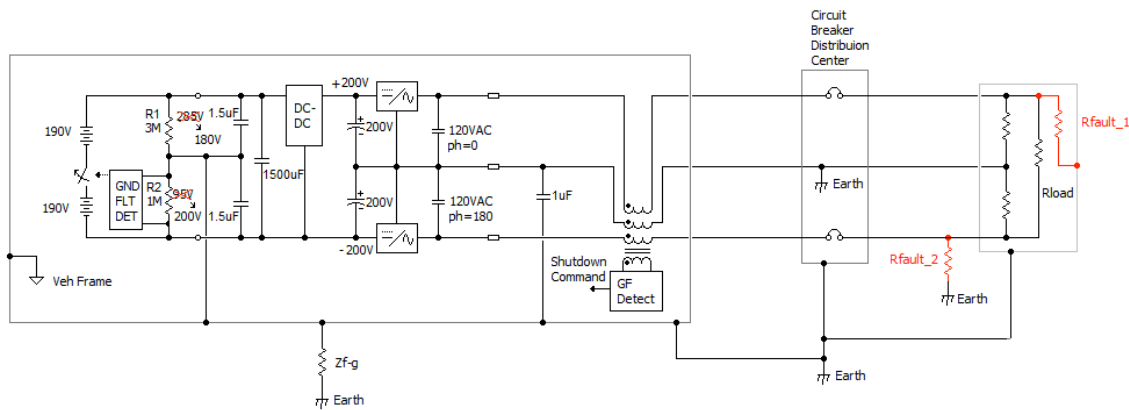 Circuit
Breaker
Distribuion
Center
+200V
R1
3M
285V
180V
1.5uF
DC-
DC
200V
120VAC
ph=0
190V
Rfault_1
1500uF
GND
FLT
DET
R2
1M
95V
200V
1.5uF
190V
200V
120VAC
ph=180
1uF
Earth
Rload
-200V
Shutdown
Command
GF
Detect
Rfault_2
Earth
Veh Frame
Zf-g
Earth
Earth